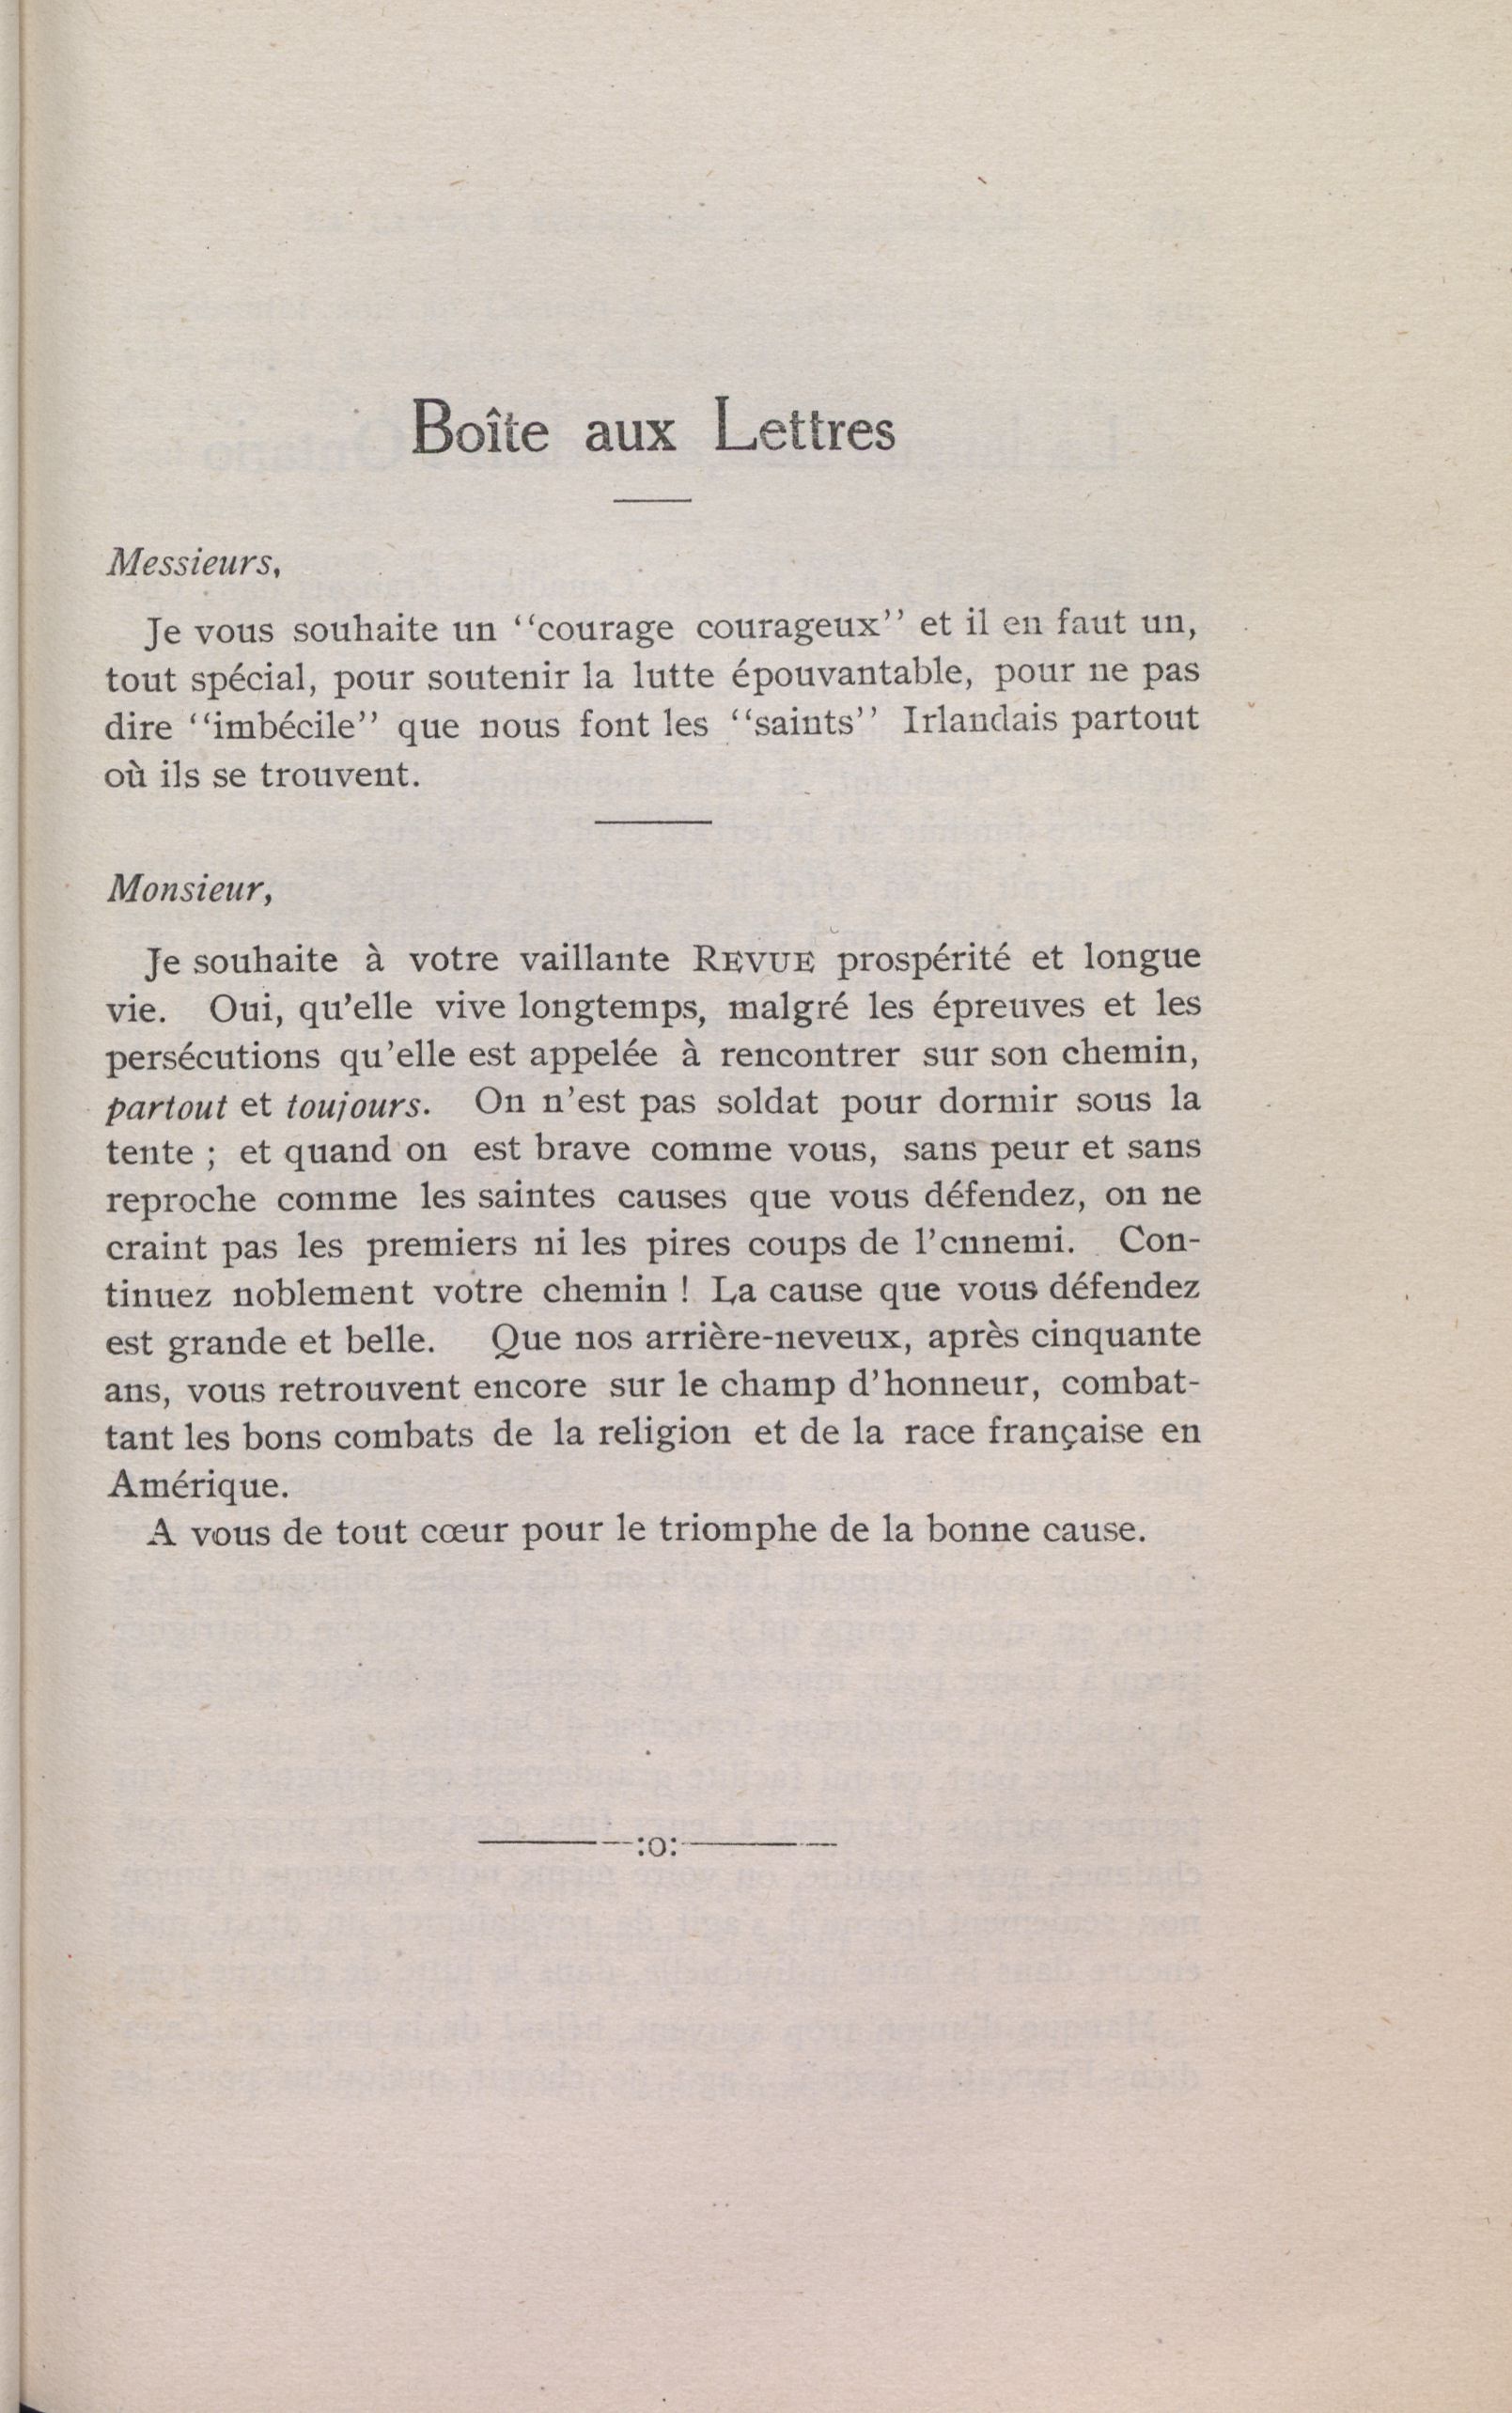 Boîte aux Lettres
Messieurs,
Je vous souhaite un ‘‘courage courageux’’ et il en faut un,
tout spécial, pour soutenir la lutte épouvantable, pour ne pas
dire ‘‘imbécile’’ que nous font les ‘‘saints’’ Irlandais partout
où ils se trouvent.
Monsieur,
Je souhaite à votre vaillante REVUE prospérité et longue
vie. Oui, qu’elle vive longtemps, malgré les épreuves et les
persécutions qu’elle est appelée à rencontrer sur son chemin,
partout et toujours. On n’est pas soldat pour dormir sous la
tente ; et quand on est brave comme vous, sans peur et sans
reproche comme les saintes causes que vous défendez, on ne
craint pas les premiers ni les pires coups de l’cnnemi. Con-
tinuez noblement votre chemin ! La cause que vous défendez
est grande et belle. Que nos arrière-neveux, après cinquante
ans, vous retrouvent encore sur le champ d’honneur, combat-
tant les bons combats de la religion et de la race française en
Amérique.
A vous de tout cœur pour le triomphe de la bonne cause.
:o: